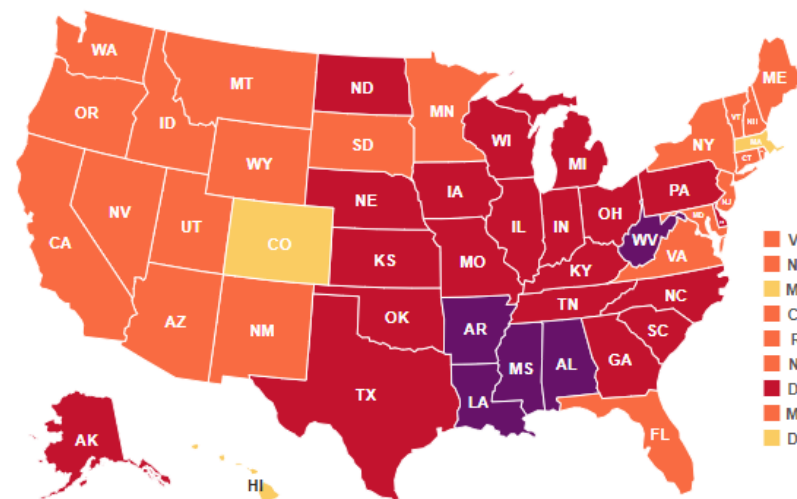 WA
MT
ND
MN
ME
OR
ID
SD
WI
VT
NH
NY
MA
WY
MI
CT
IA
PA
NE
NJ
NV
OH
IL
IN
MD
UT
CO
WV
VA
CA
KS
MO
KY
NC
TN
OK
AZ
NM
AR
SC
MS
AL
GA
TX
LA
FL
AK
HI
V
N
M
C
N
D
M
D